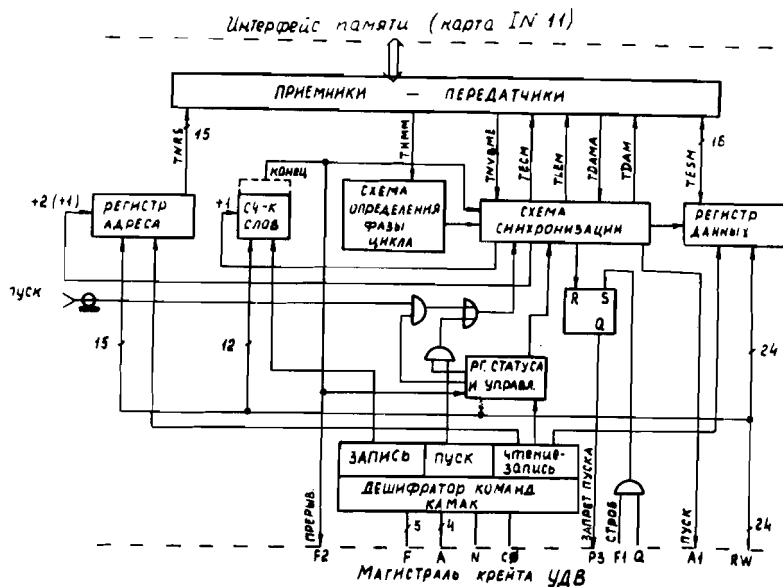 Интерфейс памяти (карта IN 11)
ПРИЕМНИКИ – ПЕРЕДАТЧИКИ
TNRE
15
THMM
TNVBME
TECM
TLEM
TDAMA
TDAM
TESM
16
конец
+2 (+1)
РЕГИСТР
АДРЕСА
+1
СЧ-К
СЛОВ
СХЕМА
ОПРЕДЕЛЕНИЯ
ФАЗЫ
ЦИКЛА
СХЕМА
СИНХРОНИЗАЦИИ
РЕГИСТР
ДАННЫХ
ПУСК
R S
Q
15
12
24
РГ. СТАТУСА
И УПРАВЛ.
ЗАПИСЬ
ПУСК
ЧТЕНИЕ-
ЗАПИСЬ
ДЕШИФРАТОР КОМАНД
КАМАК
ПРЕРЫВ.
5
4
ЗАПРЕТ ПУСКА
СТРОБ
ПУСК
24
F2 F A N CØ P3 F1 Q A1 RW
Магистраль крейта УДВ